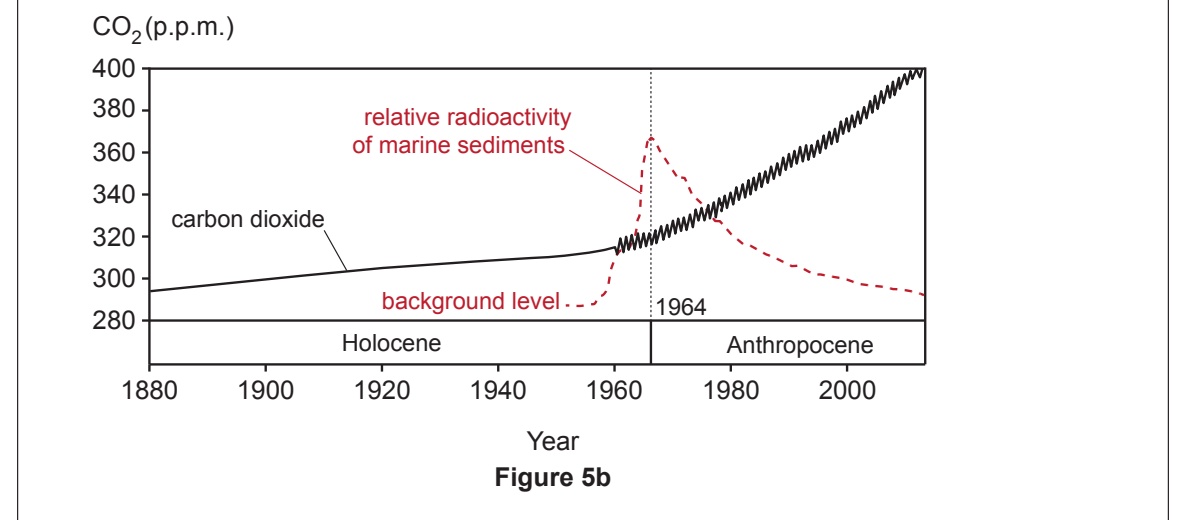 CO2(p.p.m.)
400
380
360
340
320
300
280
relative radioactivity
of marine sediments
carbon dioxide
background level
1964
Holocene
Anthropocene
1880 1900 1920 1940 1960 1980 2000
Year
Figure 5b